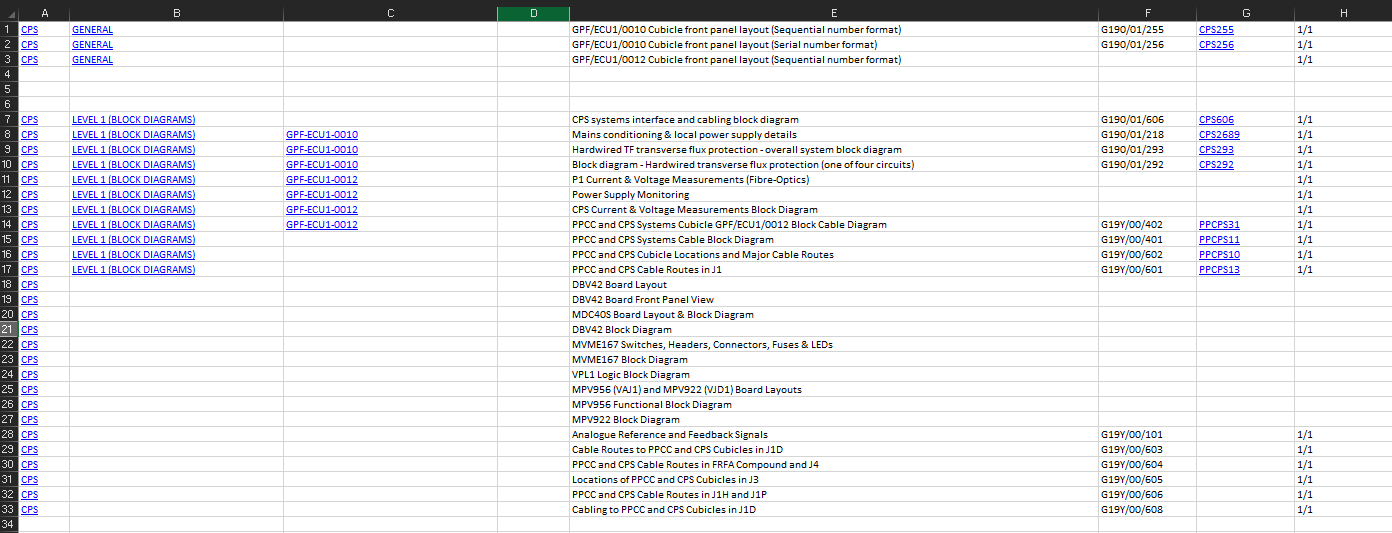 A B C D E F G H
1 CPS GENERAL GPF/ECU1/0010 Cubicle front panel layout (Sequential number format) G190/01/255 CPS255 1/1
2 CPS GENERAL GPF/ECU1/0010 Cubicle front panel layout (Serial number format) G190/01/256 CPS256 1/1
3 CPS GENERAL GPF/ECU1/0012 Cubicle front panel layout (Sequential number format) 1/1
4
5
6
7 CPS LEVEL 1 (BLOCK DIAGRAMS) CPS systems interface and cabling block diagram G190/01/606 CPS606 1/1
8 CPS LEVEL 1 (BLOCK DIAGRAMS) GPF-ECU1-0010 Mains conditioning & local power supply details G190/01/218 CPS2689 1/1
9 CPS LEVEL 1 (BLOCK DIAGRAMS) GPF-ECU1-0010 Hardwired TF transverse flux protection - overall system block diagram G190/01/293 CPS293 1/1
10 CPS LEVEL 1 (BLOCK DIAGRAMS) GPF-ECU1-0010 Block diagram - Hardwired transverse flux protection (one of four circuits) G190/01/292 CPS292 1/1
11 CPS LEVEL 1 (BLOCK DIAGRAMS) GPF-ECU1-0012 P1 Current & Voltage Measurements (Fibre-Optics) 1/1
12 CPS LEVEL 1 (BLOCK DIAGRAMS) GPF-ECU1-0012 Power Supply Monitoring 1/1
13 CPS LEVEL 1 (BLOCK DIAGRAMS) GPF-ECU1-0012 CPS Current & Voltage Measurements Block Diagram 1/1
14 CPS LEVEL 1 (BLOCK DIAGRAMS) GPF-ECU1-0012 PPCC and CPS Systems Cubicle GPF/ECU1/0012 Block Cable Diagram G19Y/00/402 PPCPS31 1/1
15 CPS LEVEL 1 (BLOCK DIAGRAMS) PPCC and CPS Systems Cable Block Diagram G19Y/00/401 PPCPS11 1/1
16 CPS LEVEL 1 (BLOCK DIAGRAMS) PPCC and CPS Cubicle Locations and Major Cable Routes G19Y/00/602 PPCPS10 1/1
17 CPS LEVEL 1 (BLOCK DIAGRAMS) PPCC and CPS Cable Routes in J1 G19Y/00/601 PPCPS13 1/1
18 CPS DBV42 Board Layout
19 CPS DBV42 Board Front Panel View
20 CPS MDC40S Board Layout & Block Diagram
21 CPS DBV42 Block Diagram
22 CPS MVME167 Switches, Headers, Connectors, Fuses & LEDs
23 CPS MVME167 Block Diagram
24 CPS VPL1 Logic Block Diagram
25 CPS MPV956 (VAJ1) and MPV922 (VJD1) Board Layouts
26 CPS MPV956 Functional Block Diagram
27 CPS MPV922 Block Diagram
28 CPS Analogue Reference and Feedback Signals G19Y/00/101 1/1
29 CPS Cable Routes to PPCC and CPS Cubicles in J1D G19Y/00/603 1/1
30 CPS PPCC and CPS Cable Routes in FRFA Compound and J4 G19Y/00/604 1/1
31 CPS Locations of PPCC and CPS Cubicles in J3 G19Y/00/605 1/1
32 CPS PPCC and CPS Cable Routes in J1H and J1P G19Y/00/606 1/1
33 CPS Cabling to PPCC and CPS Cubicles in J1D G19Y/00/608 1/1
34